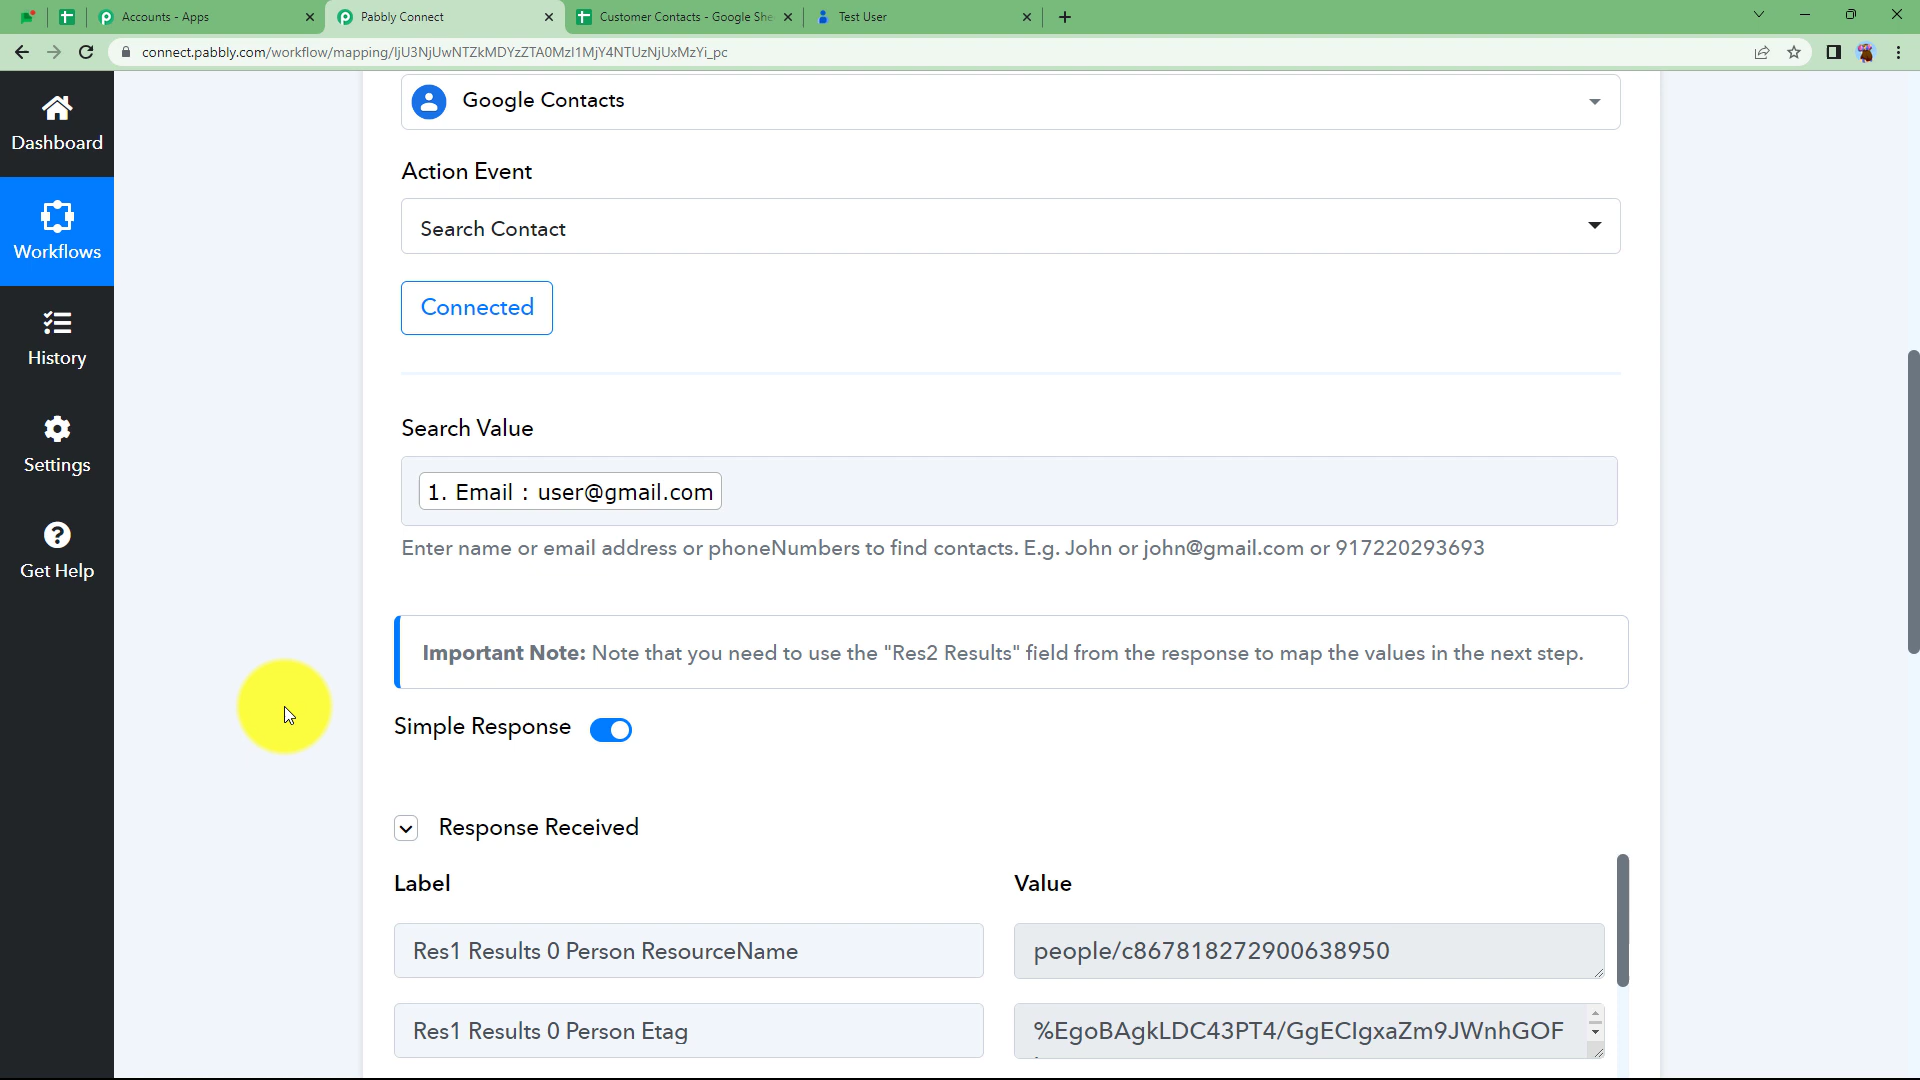 Accounts - Apps
Pabbly Connect
Customer Contacts - Google She
Test User
connect.pabbly.com/workflow/mapping/IjU3NjUwNTZkMDYzZTA0MzI1MjY4NTUzNjUxMzYi_pc
Google Contacts
Dashboard
Action Event
Search Contact
Workflows
Connected
History
Search Value
Settings
1. Email : user@gmail.com
Enter name or email address or phoneNumbers to find contacts. E.g. John or john@gmail.com or 917220293693
Get Help
Important Note: Note that you need to use the "Res2 Results" field from the response to map the values in the next step.
Simple Response
Response Received
Label
Value
Res1 Results 0 Person ResourceName
people/c867818272900638950
Res1 Results 0 Person Etag
%EgoBAgkLDC43PT4/GgECIgxaZm9JWnhGOF